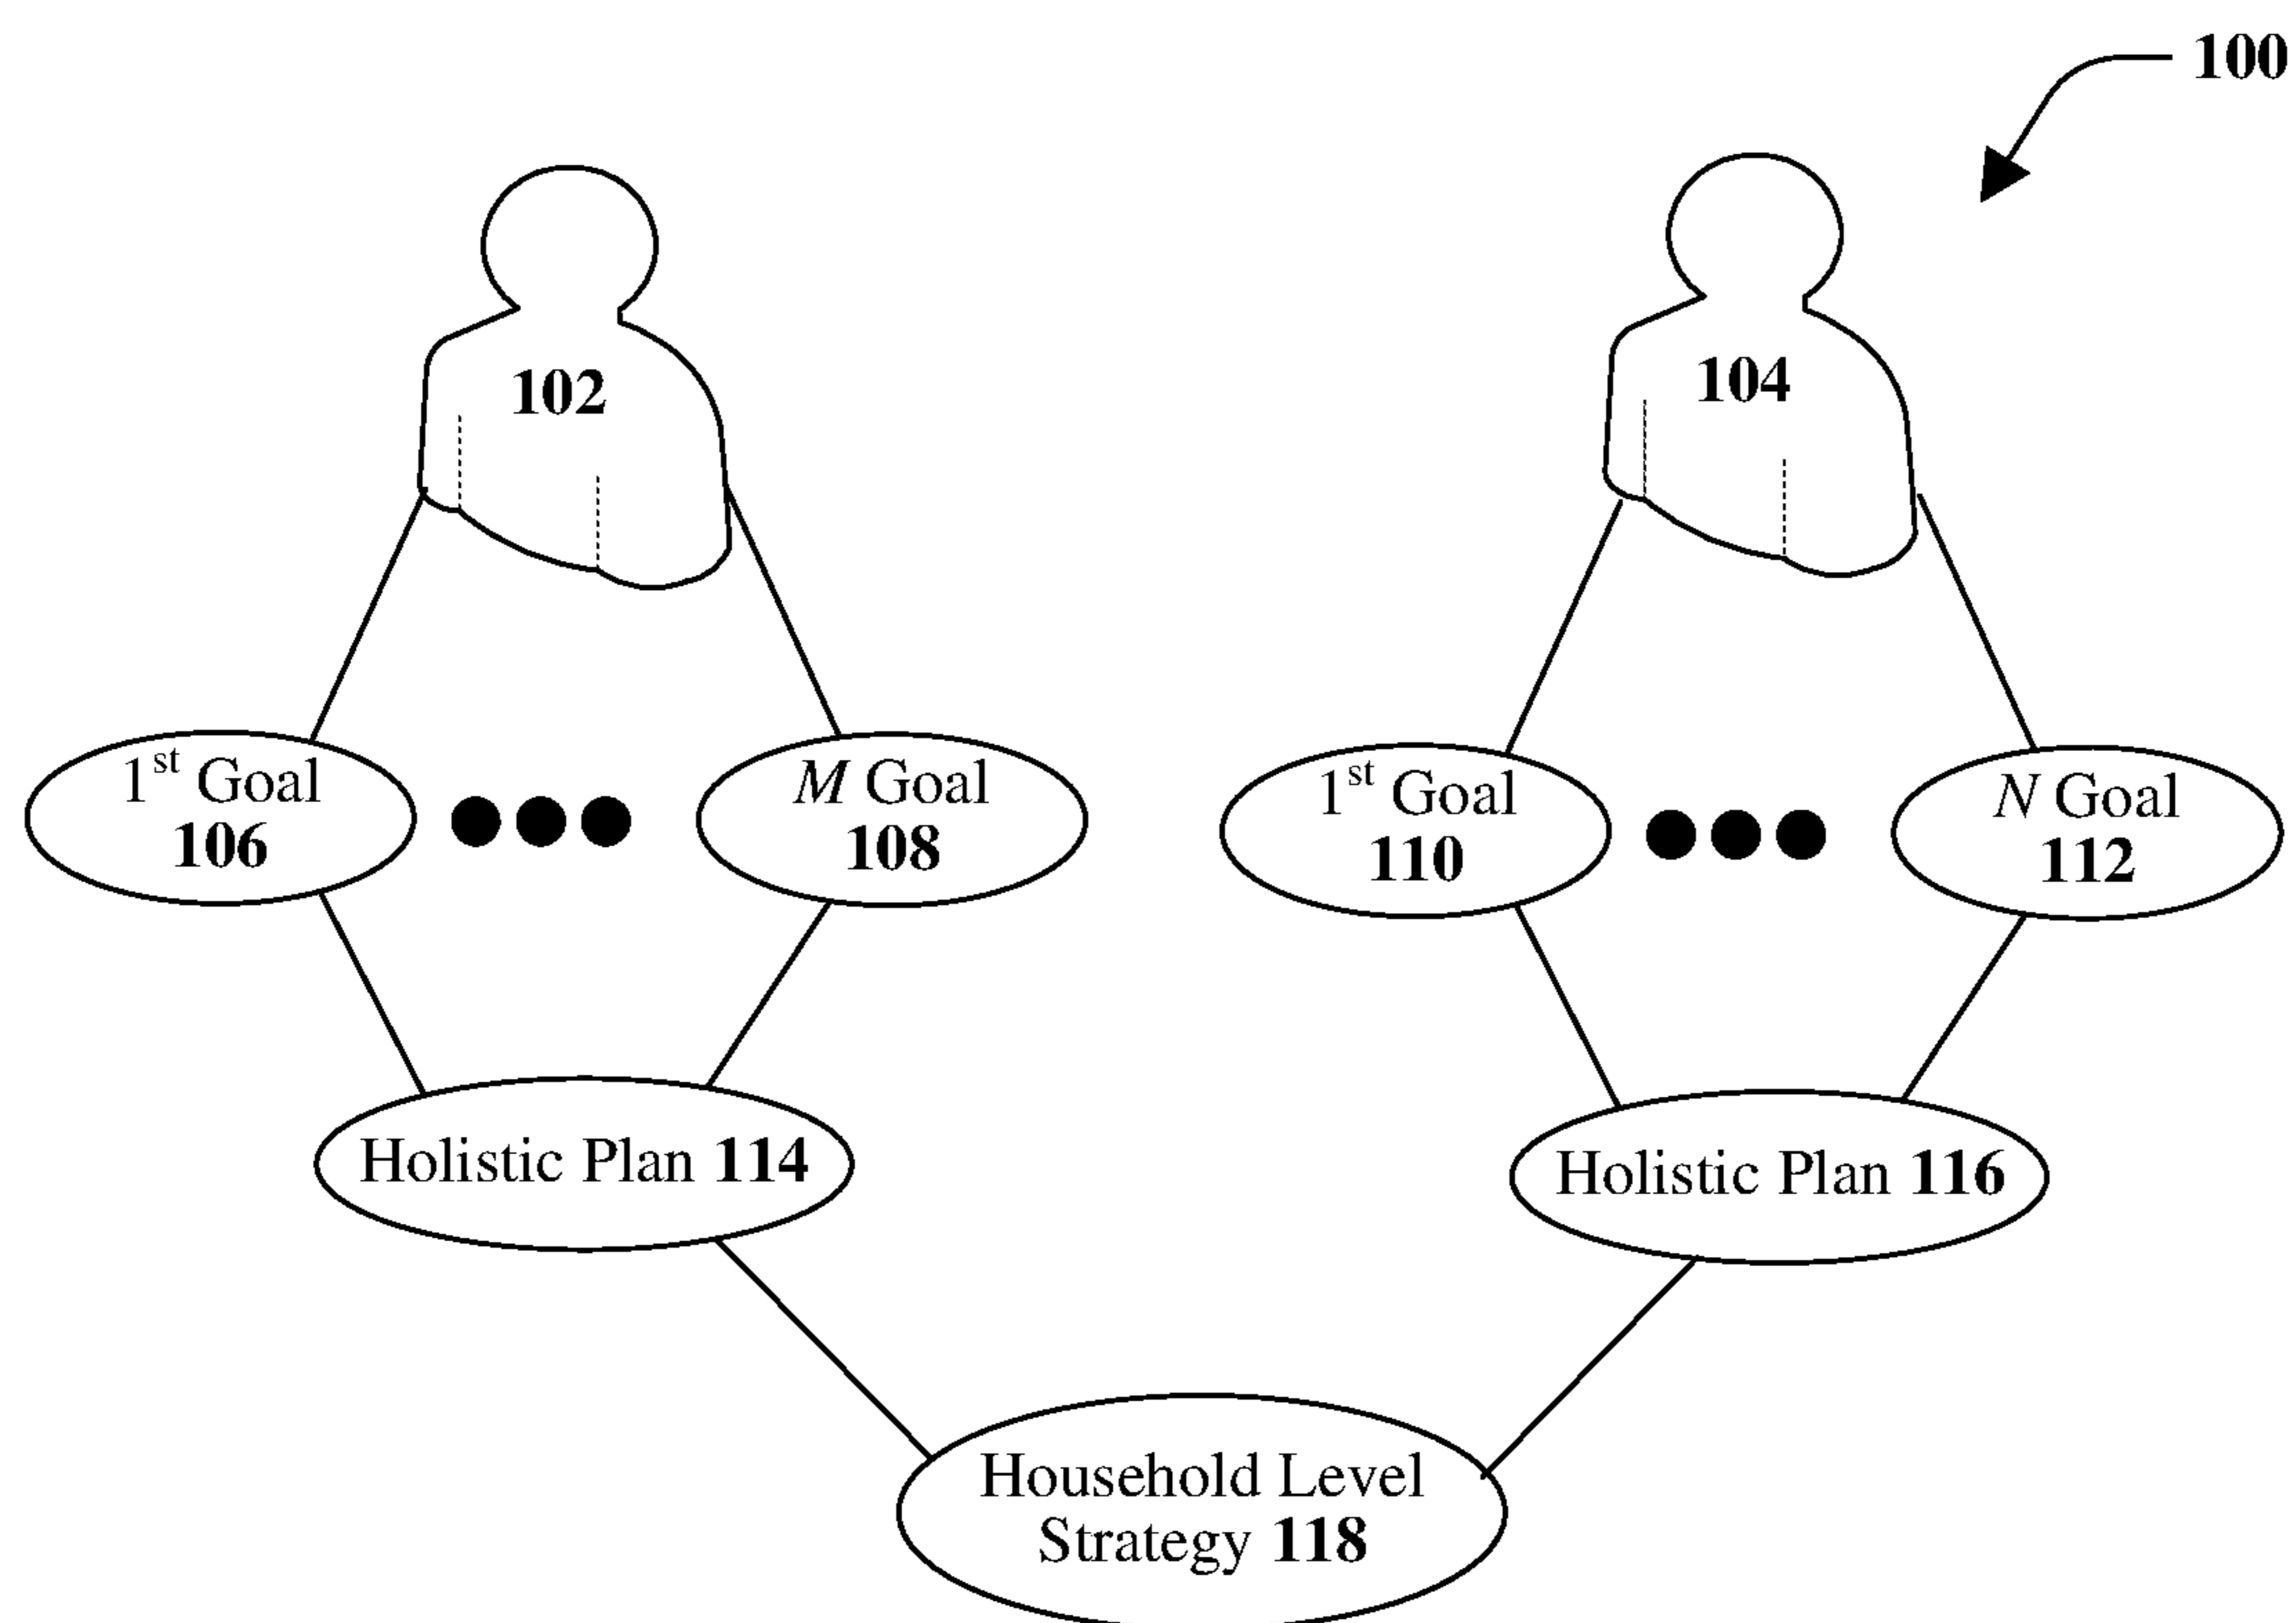 100
102
104
1st Goal
106
M Goal
108
1st Goal
110
N Goal
112
Holistic Plan 114
Holistic Plan 116
Household Level
Strategy 118